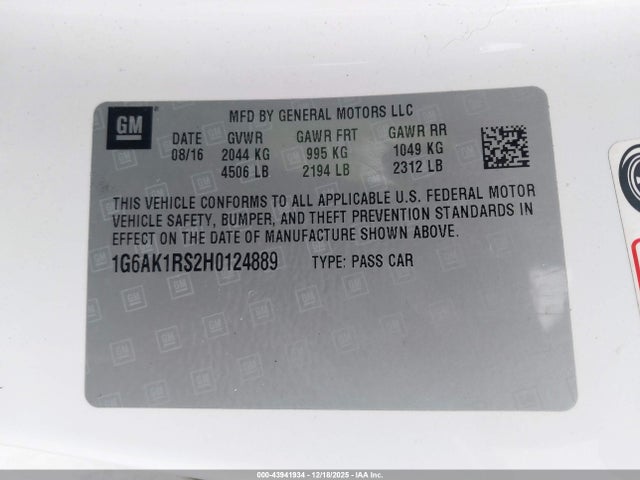 GM
MFD BY GENERAL MOTORS LLC
DATE GVWR GAWR FRT GAWR RR
08/16 2044 KG 995 KG 1049 KG
4506 LB 2194 LB 2312 LB
THIS VEHICLE CONFORMS TO ALL APPLICABLE U.S. FEDERAL MOTOR
VEHICLE SAFETY, BUMPER, AND THEFT PREVENTION STANDARDS IN
EFFECT ON THE DATE OF MANUFACTURE SHOWN ABOVE.
1G6AK1RS2H0124889 TYPE: PASS CAR
000-43941934 - 12/18/2025 - IAA Inc.